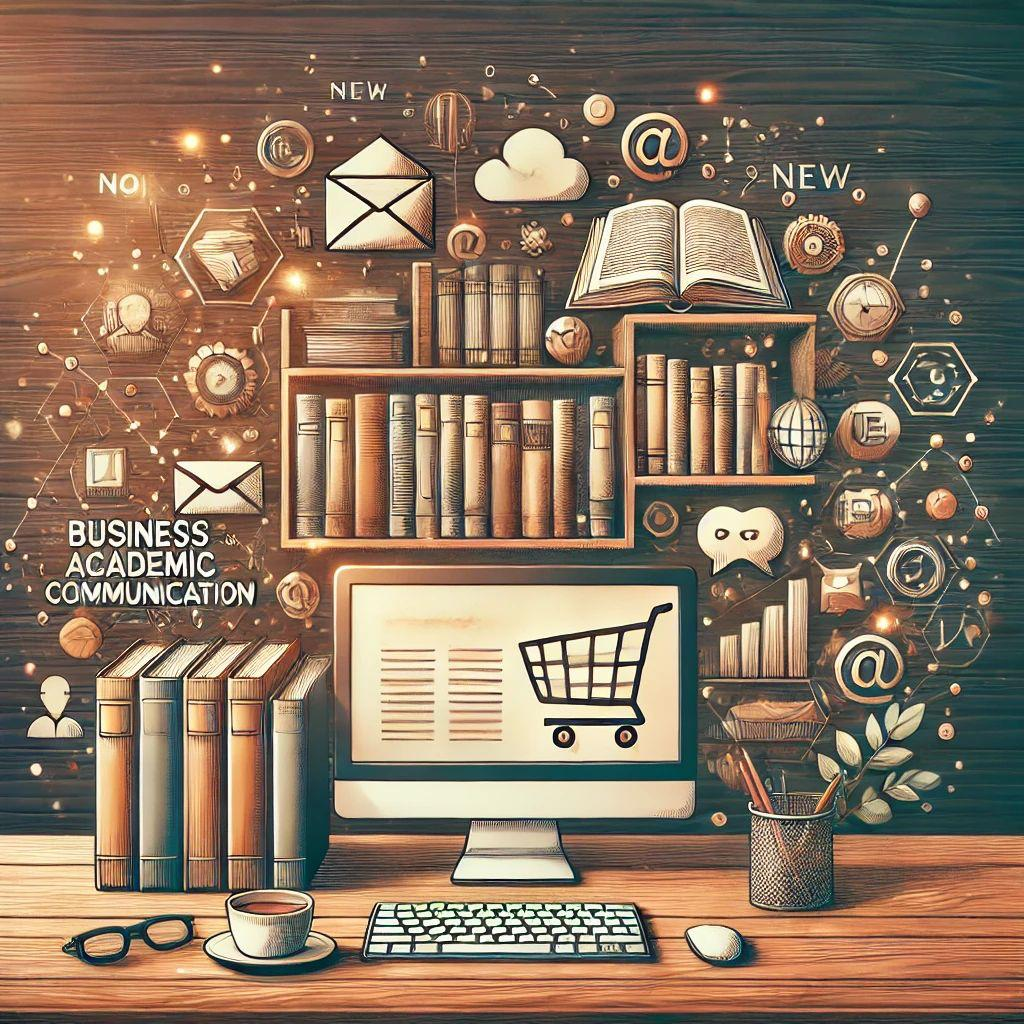 NEW
NO
NEW
@
@
BUSINESS
ACADEMIC
COMMUNICATION
@